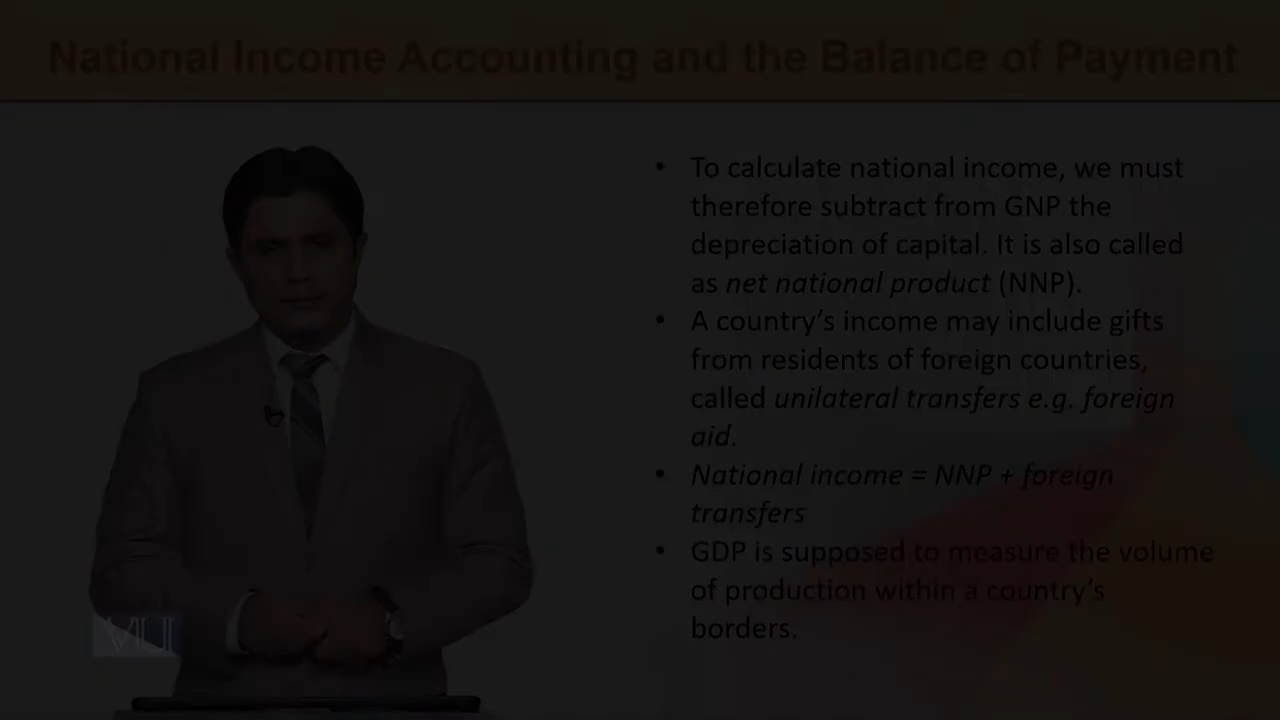 National Income Accounting and the Balance of Payment
• To calculate national income, we must
therefore subtract from GNP the
depreciation of capital. It is also called
as net national product (NNP).
• A country's income may include gifts
from residents of foreign countries,
called unilateral transfers e.g. foreign
aid.
• National income = NNP + foreign
transfers
• GDP is supposed to measure the volume
of production within a country's
borders.